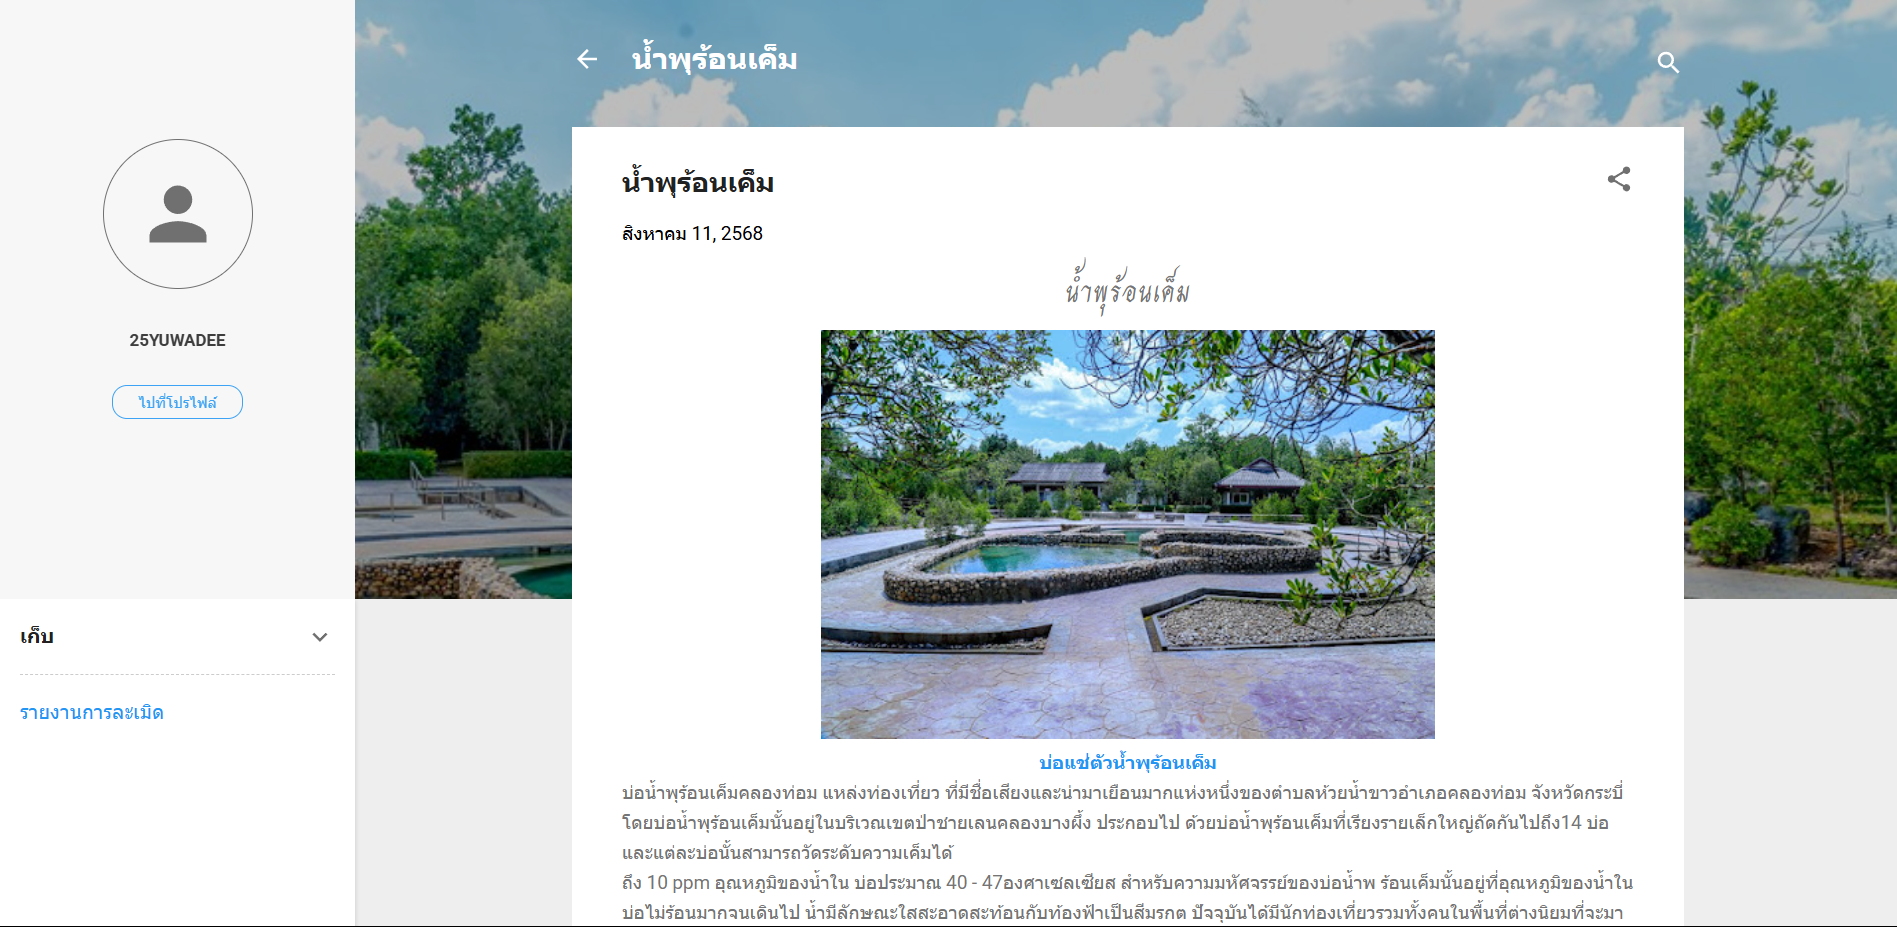 น้ำพุร้อนเค็ม
25YUWADEE
ไปที่โปรไฟล์
เก็บ
รายงานการละเมิด
น้ำพุร้อนเค็ม
สิงหาคม 11, 2568
น้ำพุร้อนเค็ม
บ่อแช่ตัวน้ำพุร้อนเค็ม
บ่อน้ำพุร้อนเค็มคลองท่อม แหล่งท่องเที่ยว ที่มีชื่อเสียงและน่ามาเยือนมากแห่งหนึ่งของตำบลห้วยน้ำขาวอำเภอคลองท่อม จังหวัดกระบี่
โดยบ่อน้ำพุร้อนเค็มนั้นอยู่ในบริเวณเขตป่าชายเลนคลองบางผึ้ง ประกอบไป ด้วยบ่อน้ำพุร้อนเค็มที่เรียงรายเล็กใหญ่ถัดกันไปถึง14 บ่อ
และแต่ละบ่อนั้นสามารถวัดระดับความเค็มได้
ถึง 10 ppm อุณหภูมิของน้ำใน บ่อประมาณ 40 - 47องศาเซลเซียส สำหรับความมหัศจรรย์ของบ่อน้ำพ ร้อนเค็มนั้นอยู่ที่อุณหภูมิของน้ำใน
บ่อไม่ร้อนมากจนเดินไป น้ำมีลักษณะใสสะอาดสะท้อนกับท้องฟ้าเป็นสีมรกต ปัจจุบันได้มีนักท่องเที่ยวรวมทั้งคนในพื้นที่ต่างนิยมที่จะมา